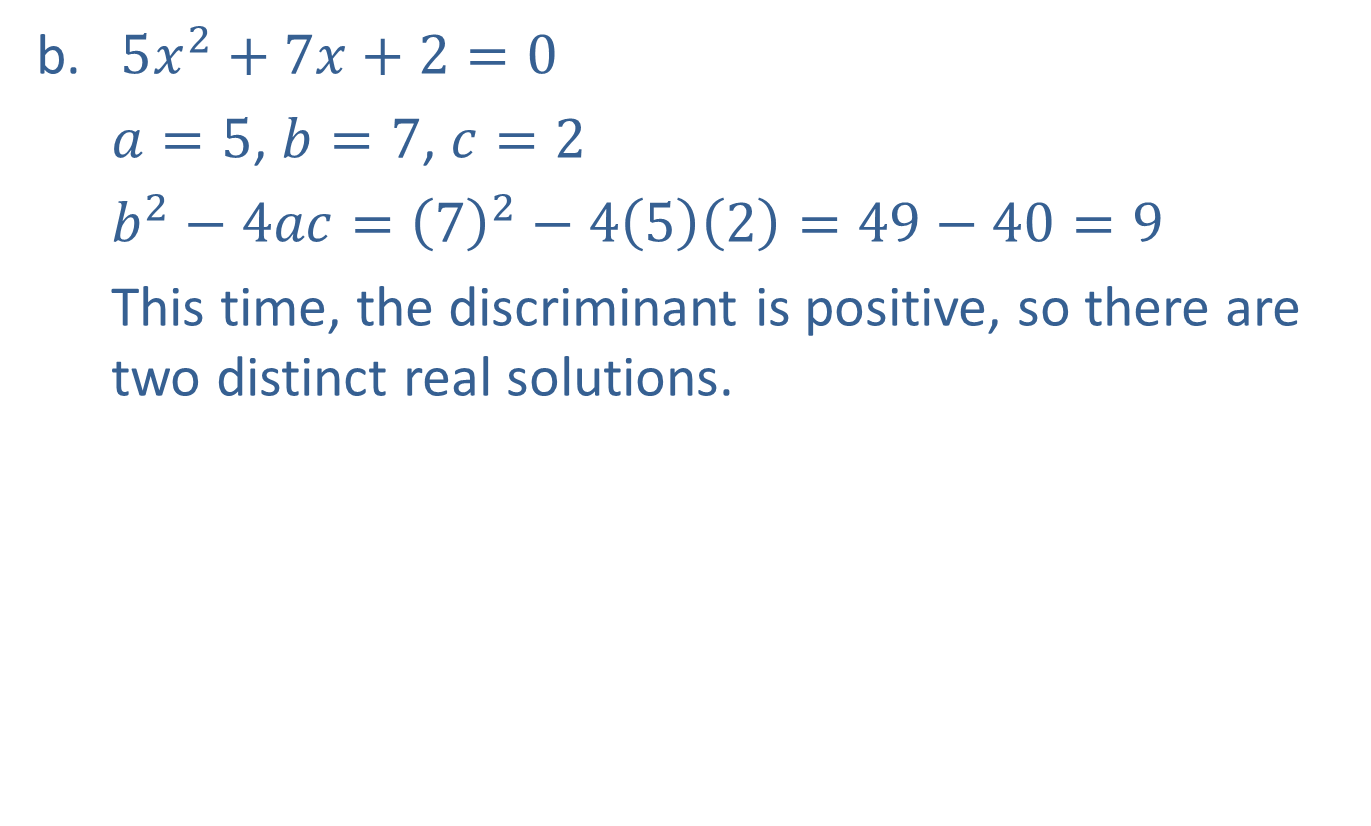 b. 5x² + 7x + 2 = 0
a = 5, b = 7, c = 2
b² − 4ac = (7)² − 4(5)(2) = 49 − 40 = 9
This time, the discriminant is positive, so there are
two distinct real solutions.